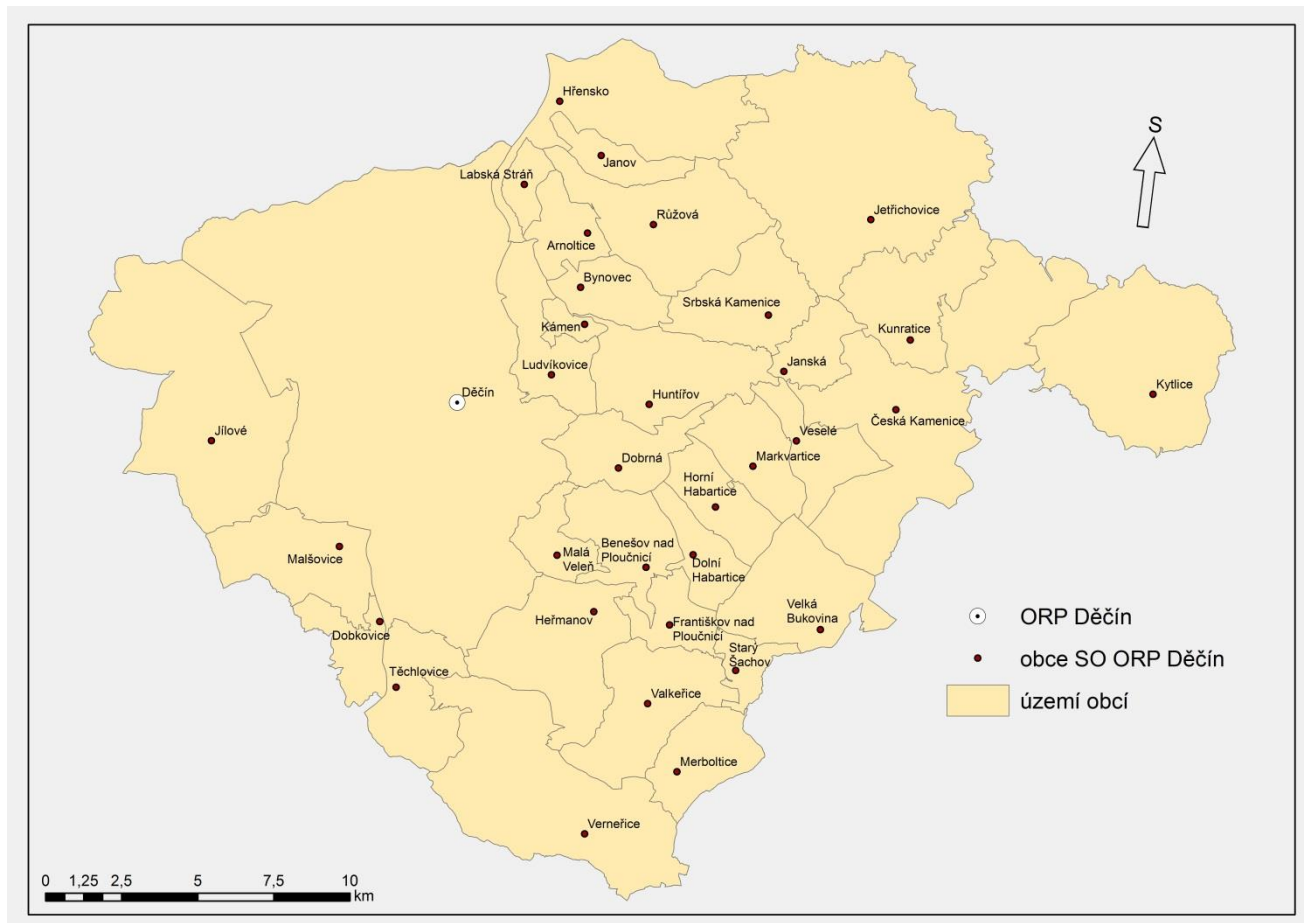 Hřensko
S
Janov
Labská Stráň
Jetřichovice
Růžová
Arnoltice
Bynovec
Srbská Kamenice
Kámen
Kunratice
Ludvíkovice
Janská
Děčín
Huntířov
Kytlice
Česká Kamenice
Jílové
Veselé
Dobrná
Markvartice
Horní
Habartice
Malšovice
Malá
Veleň
Benešov nad
Ploučnicí
Dolní
Habartice
Heřmanov
Františkov nad
Ploučnicí
Velká
Bukovina
Dobkovice
Starý
Šachov
Těchlovice
Valkeřice
Merboltice
Verneřice
ORP Děčín
obce SO ORP Děčín
území obcí
0 1,25 2,5 5 7,5 10
km